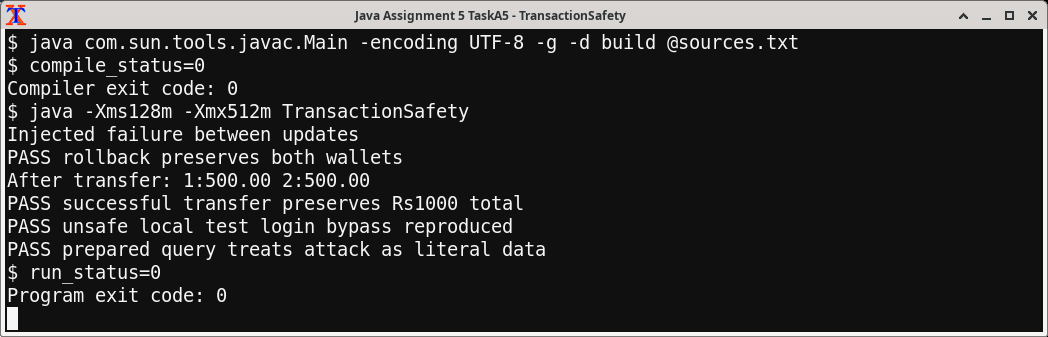 Java Assignment 5 TaskA5 - TransactionSafety
$ java com.sun.tools.javac.Main -encoding UTF-8 -g -d build @sources.txt
$ compile_status=0
Compiler exit code: 0
$ java -Xms128m -Xmx512m TransactionSafety
Injected failure between updates
PASS rollback preserves both wallets
After transfer: 1:500.00 2:500.00
PASS successful transfer preserves Rs1000 total
PASS unsafe local test login bypass reproduced
PASS prepared query treats attack as literal data
$ run_status=0
Program exit code: 0